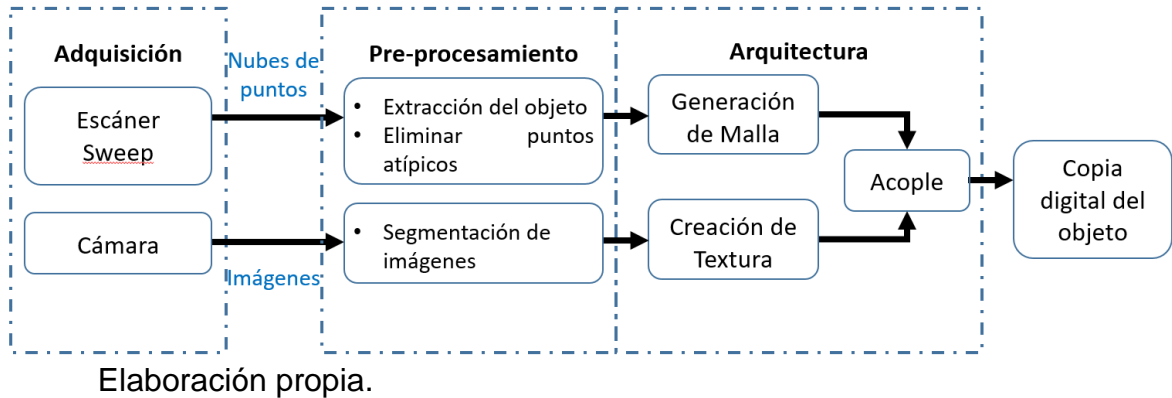 Adquisición
Nubes de
puntos
Pre-procesamiento
Arquitectura
Escáner
Sweep
• Extracción del objeto
• Eliminar puntos
atípicos
Generación
de Malla
Acople
Copia
digital del
objeto
Cámara
Imágenes
• Segmentación de
imágenes
Creación de
Textura
Elaboración propia.